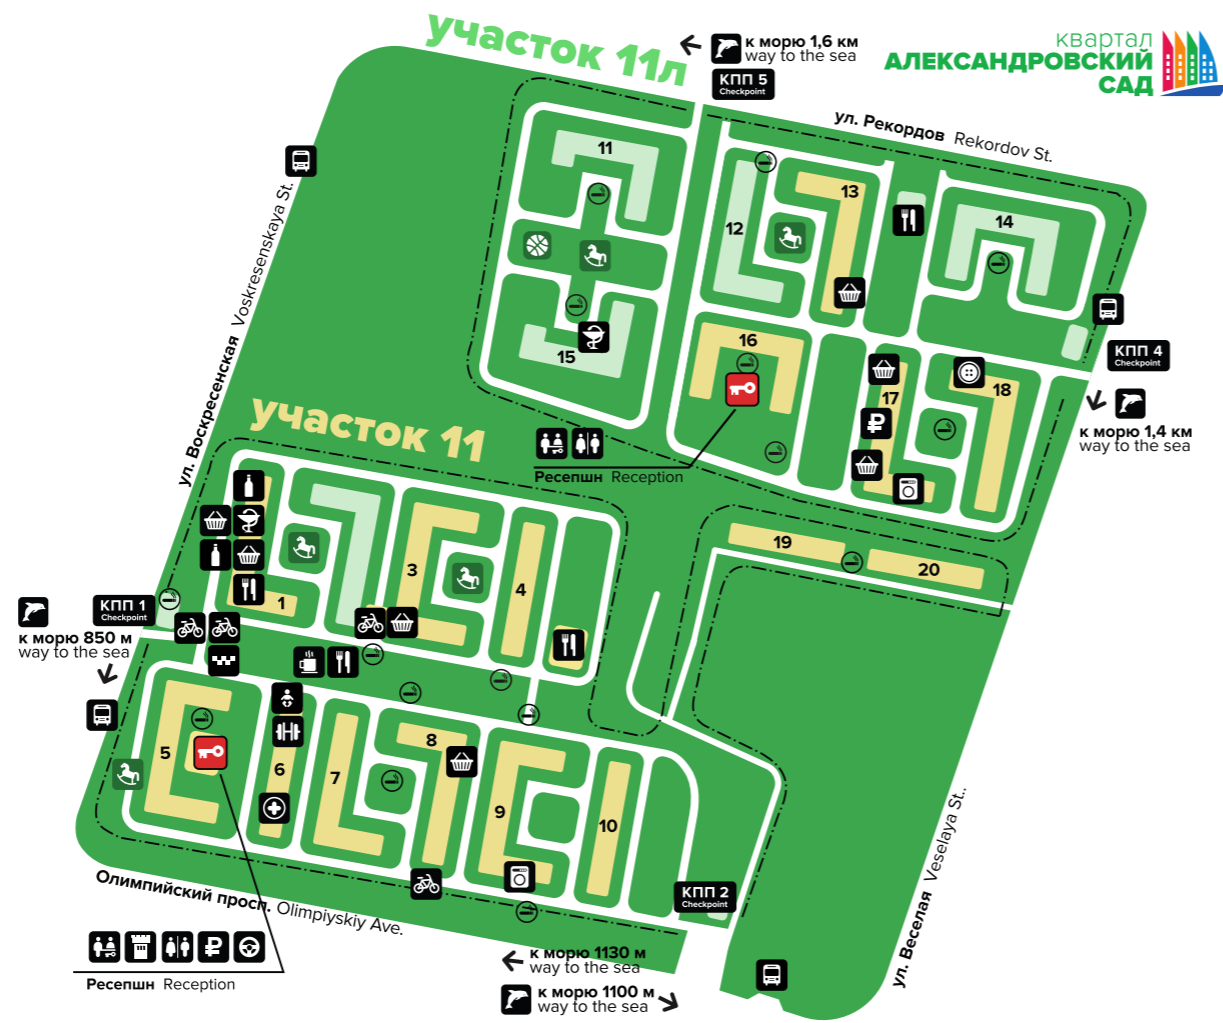 участок 11л
к морю 1,6 км
way to the sea
КПП 5
Checkpoint
квартал
АЛЕКСАНДРОВСКИЙ
САД
ул. Рекордов Rekordov St.
11
12
13
14
15
16
17
18
ул. Воскресенская Voskresenskaya St.
КПП 4
Checkpoint
к морю 1,4 км
way to the sea
Ресепшн Reception
участок 11
1
3
4
19
20
КПП 1
Checkpoint
к морю 850 м
way to the sea
5
6
7
8
9
10
КПП 2
Checkpoint
Олимпийский просп. Olimpiyskiy Ave.
ул. Веселая Veselaya St..
Ресепшн Reception
к морю 1130 м
way to the sea
к морю 1100 м
way to the sea